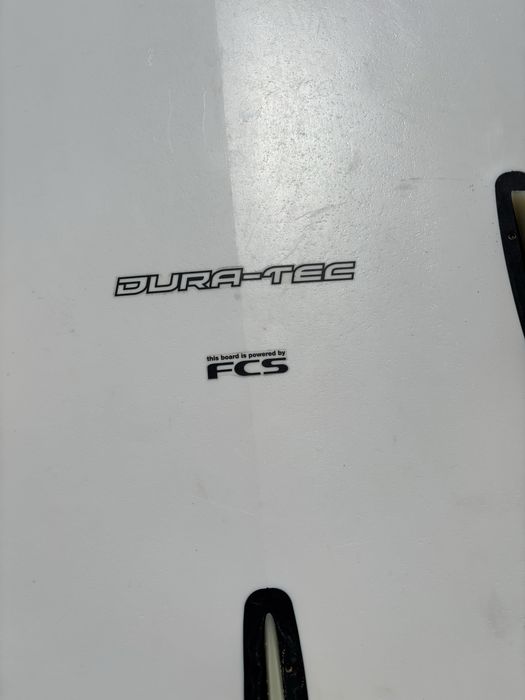 DURA-TEC
this board is powered by
FCS